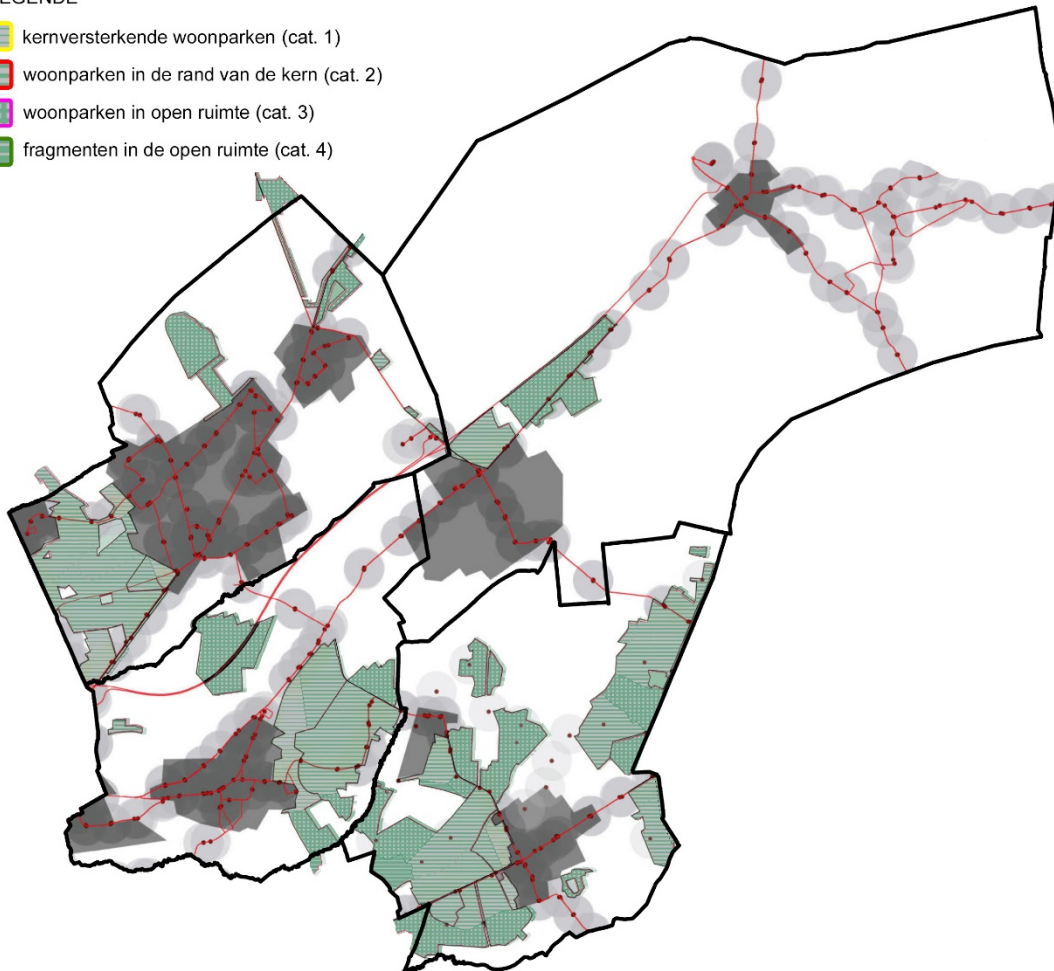 kernversterkende woonparken (cat. 1)
woonparken in de rand van de kern (cat. 2)
woonparken in open ruimte (cat. 3)
fragmenten in de open ruimte (cat. 4)